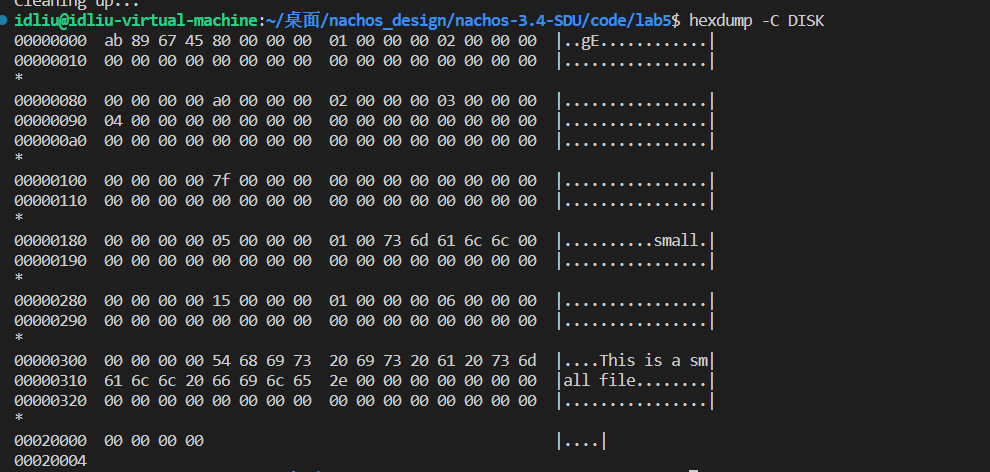 Cleaning up...
idliu@idliu-virtual-machine:~/桌面/nachos_design/nachos-3.4-SDU/code/lab5$ hexdump -C DISK
00000000  ab 89 67 45 80 00 00 00  01 00 00 00 02 00 00 00  |..gE............|
00000010  00 00 00 00 00 00 00 00  00 00 00 00 00 00 00 00  |................|
*
00000080  00 00 00 00 a0 00 00 00  02 00 00 00 03 00 00 00  |................|
00000090  04 00 00 00 00 00 00 00  00 00 00 00 00 00 00 00  |................|
000000a0  00 00 00 00 00 00 00 00  00 00 00 00 00 00 00 00  |................|
*
00000100  00 00 00 00 7f 00 00 00  00 00 00 00 00 00 00 00  |................|
00000110  00 00 00 00 00 00 00 00  00 00 00 00 00 00 00 00  |................|
*
00000180  00 00 00 00 05 00 00 00  01 00 73 6d 61 6c 6c 00  |..........small.|
00000190  00 00 00 00 00 00 00 00  00 00 00 00 00 00 00 00  |................|
*
00000280  00 00 00 00 15 00 00 00  01 00 00 00 06 00 00 00  |................|
00000290  00 00 00 00 00 00 00 00  00 00 00 00 00 00 00 00  |................|
*
00000300  00 00 00 00 54 68 69 73  20 69 73 20 61 20 73 6d  |....This is a sm|
00000310  61 6c 6c 20 66 69 6c 65  2e 00 00 00 00 00 00 00  |all file........|
00000320  00 00 00 00 00 00 00 00  00 00 00 00 00 00 00 00  |................|
*
00020000  00 00 00 00                                       |....|
00020004